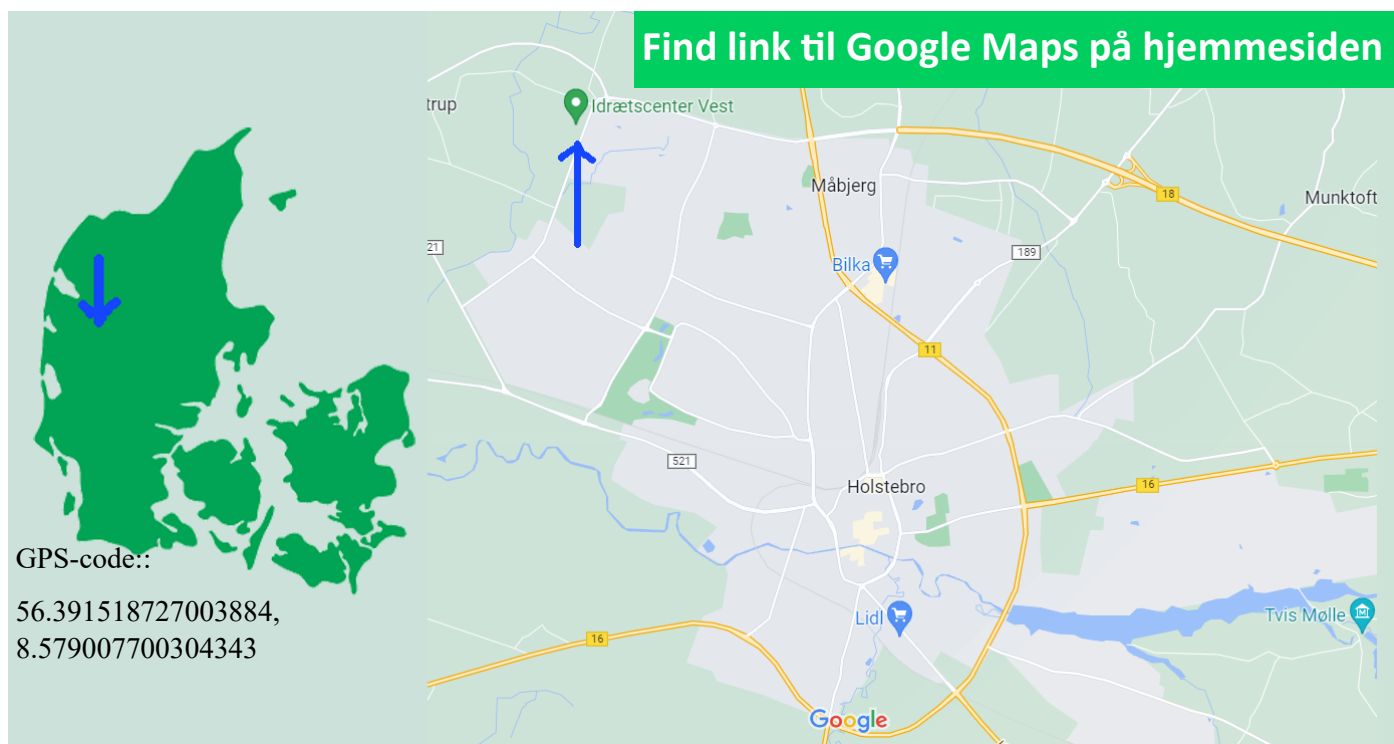 Find link til Google Maps på hjemmesiden
trup
Idrætscenter Vest
Måbjerg
18
Munktoft
21
Bilka
189
11
521
Holstebro
16
GPS-code::
56.391518727003884,
8.579007700304343
Lidl
Tvis Mølle
16
Google